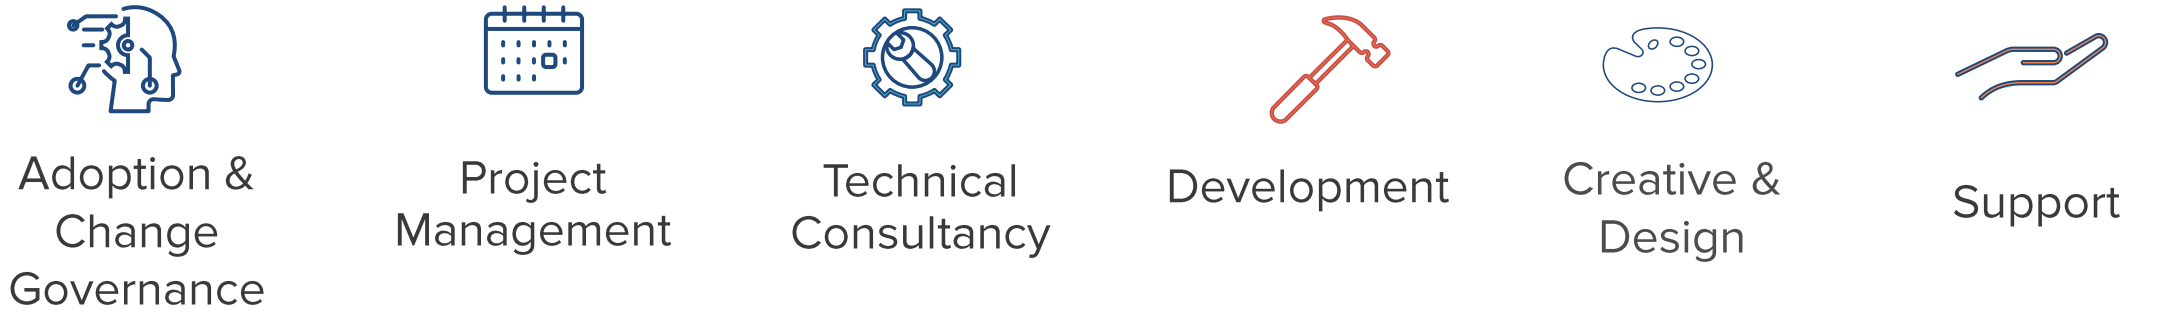 Adoption &
Change
Governance
Project
Management
Technical
Consultancy
Development
Creative &
Design
Support